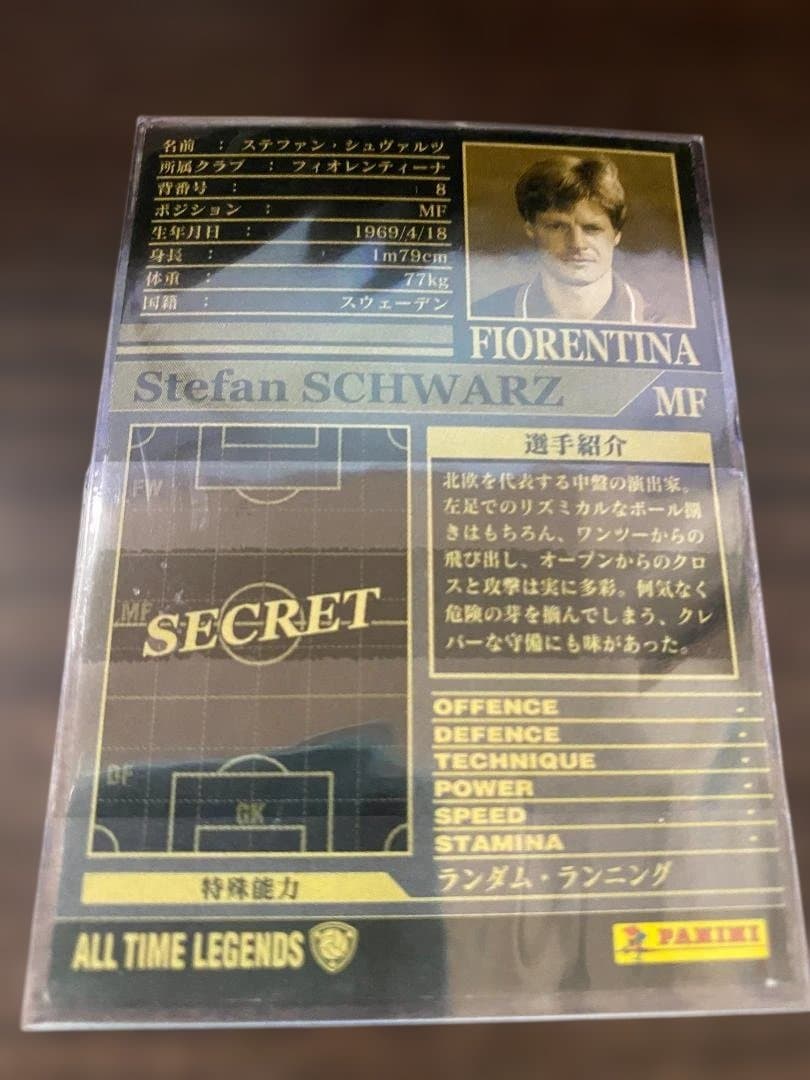 名前 : ステファン・シュヴァルツ
所属クラブ : フィオレンティーナ
背番号 : 8
ポジション : MF
生年月日 : 1969/4/18
身長 : 1m79cm
体重 : 77kg
国籍 : スウェーデン
FIORENTINA
Stefan SCHWARZ
MF
FW
MF
SECRET
DF
GK
選手紹介
北欧を代表する中盤の演出家。
左足でのリズミカルなボール捌
きはもちろん、ワンツーからの
飛び出し、オープンからのクロ
スと攻撃は実に多彩。何気なく
危険の芽を摘んでしまう、クレ
バーな守備にも味があった。
OFFENCE -
DEFENCE -
TECHNIQUE -
POWER -
SPEED -
STAMINA -
特殊能力
ランダム・ランニング
ALL TIME LEGENDS
PANINI